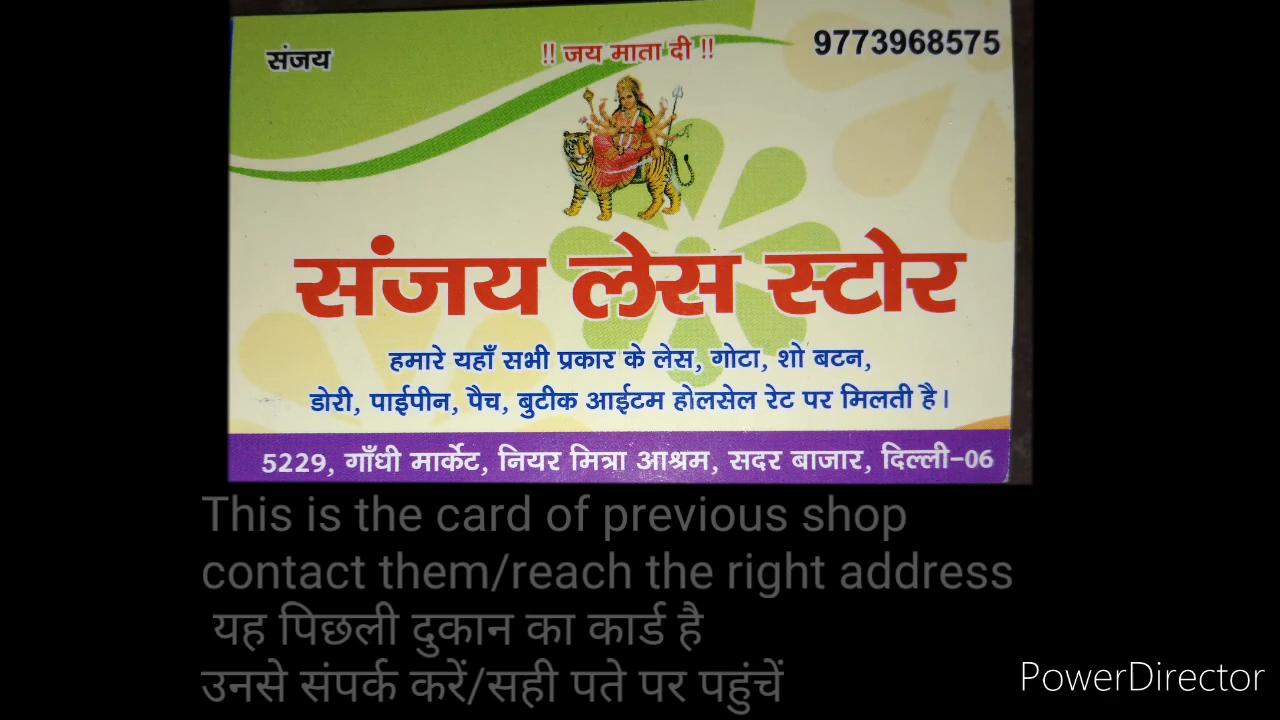 संजय
!! जय माता दी !!
9773968575
संजय लेस स्टोर
हमारे यहाँ सभी प्रकार के लेस, गोटा, शो बटन,
डोरी, पाईपीन, पैच, बुटीक आईटम होलसेल रेट पर मिलती है।
5229, गाँधी मार्केट, नियर मित्रा आश्रम, सदर बाजार, दिल्ली-06
This is the card of previous shop
contact them/reach the right address
यह पिछली दुकान का कार्ड है
उनसे संपर्क करें/सही पते पर पहुंचें
PowerDirector